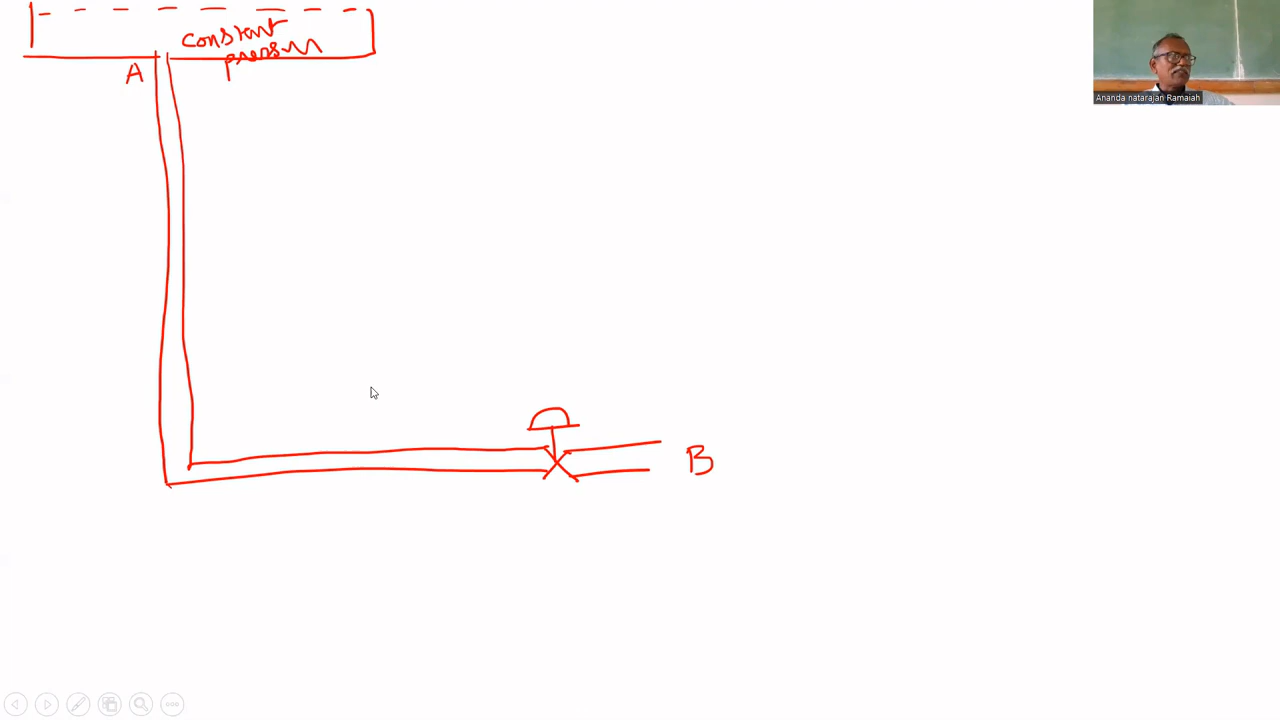 constant
pressure
A
B
Ananda natarajan Ramaiah